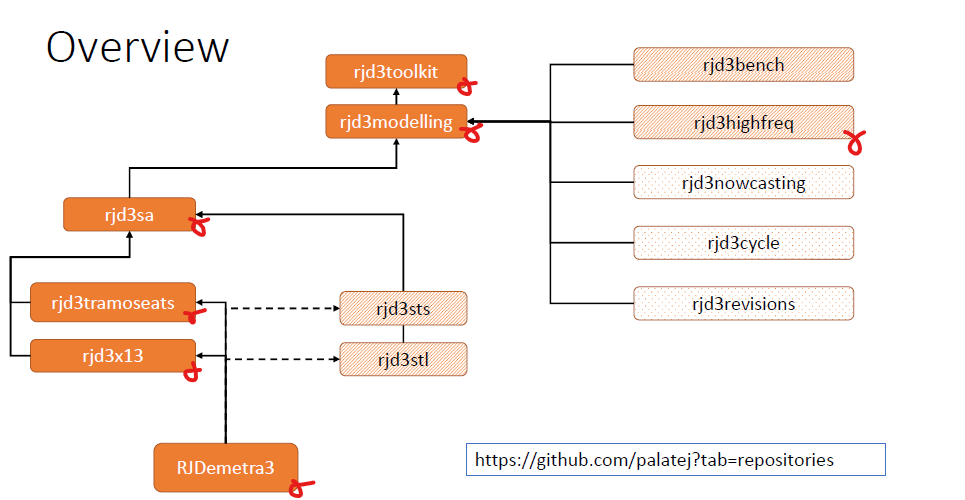 Overview
rjd3toolkit
rjd3modelling
rjd3bench
rjd3highfreq
rjd3nowcasting
rjd3cycle
rjd3revisions
rjd3sa
rjd3tramoseats
rjd3x13
rjd3sts
rjd3stl
RJDemetra3
https://github.com/palatej?tab=repositories